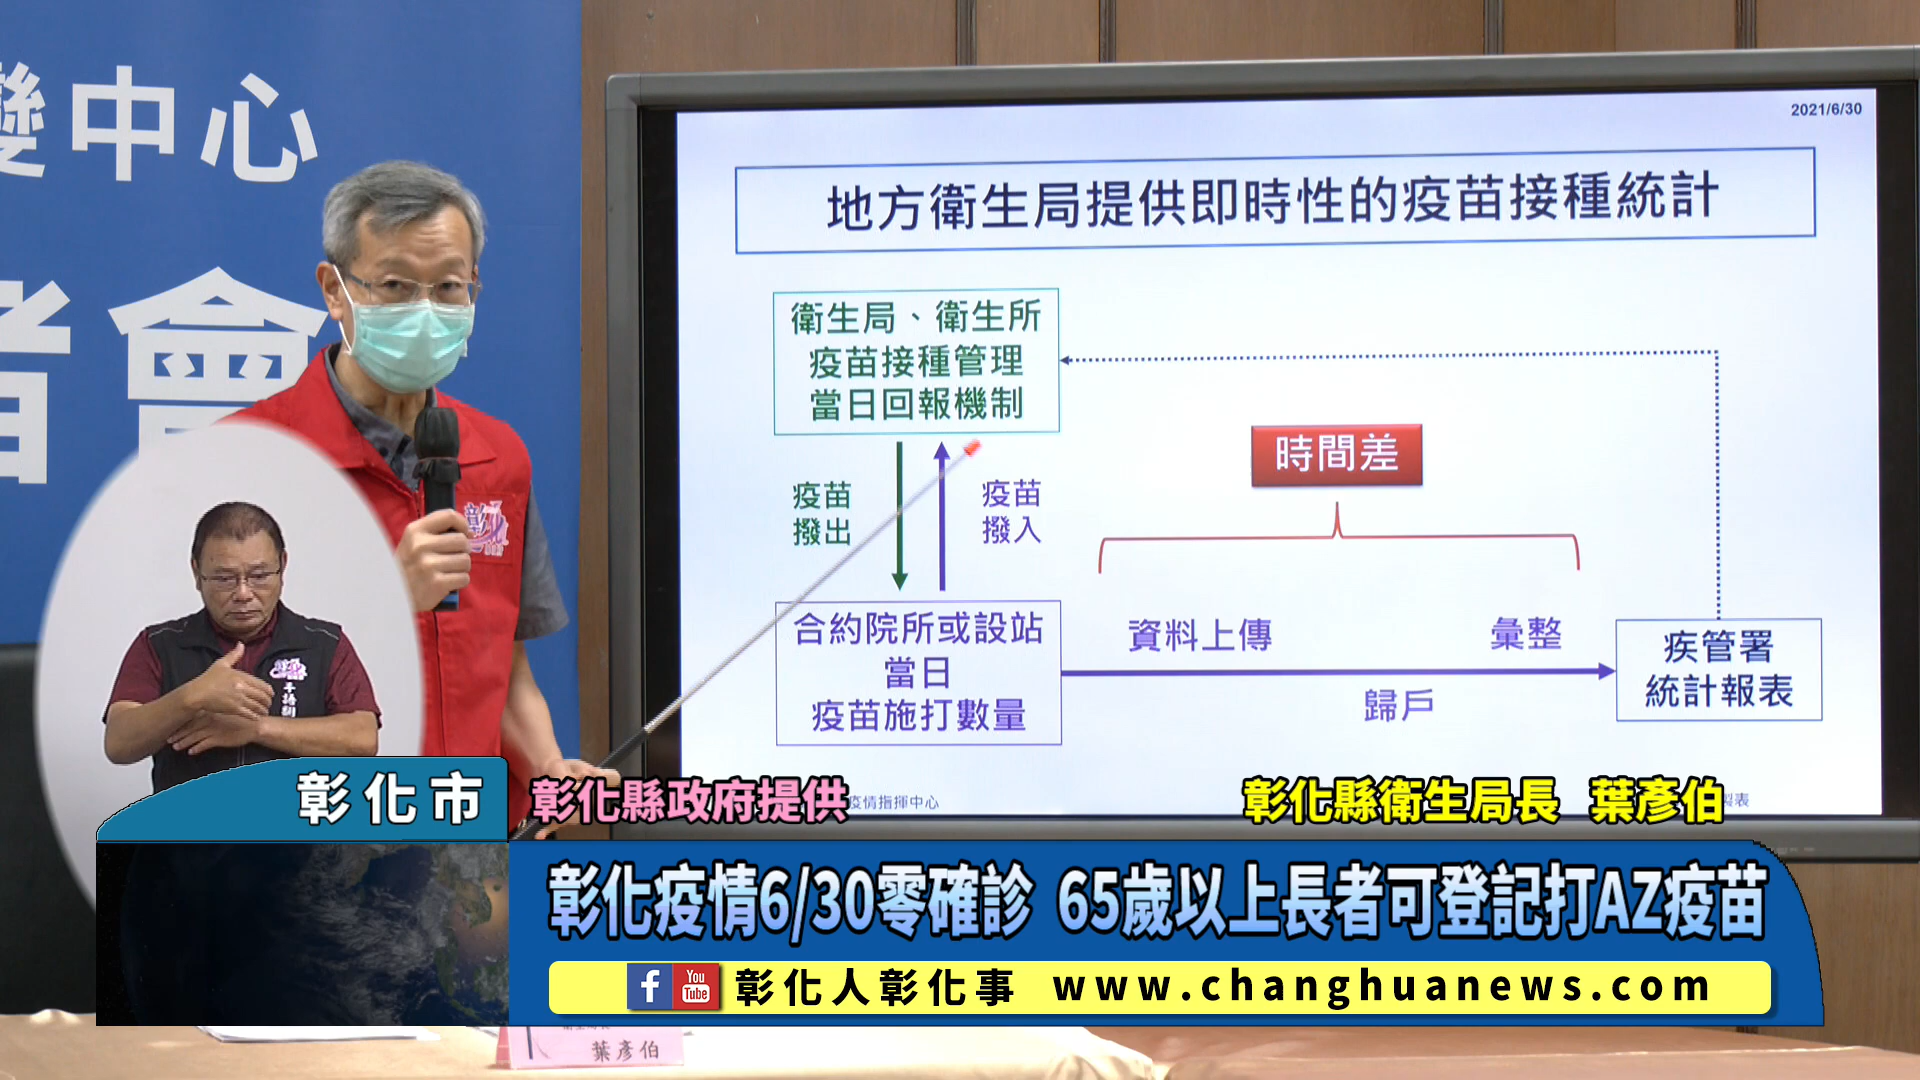 變中心
者會
2021/6/30
地方衛生局提供即時性的疫苗接種統計
衛生局、衛生所
疫苗接種管理
當日回報機制
時間差
疫苗
撥出
疫苗
撥入
合約院所或設站
當日
疫苗施打數量
資料上傳
彙整
歸戶
疾管署
統計報表
疫情指揮中心
製表
彰化
手語
彰化市
彰化縣政府提供
彰化縣衛生局長 葉彥伯
彰化疫情6/30零確診 65歲以上長者可登記打AZ疫苗
f You Tube 彰化人彰化事 www.changhuanews.com
葉彥伯